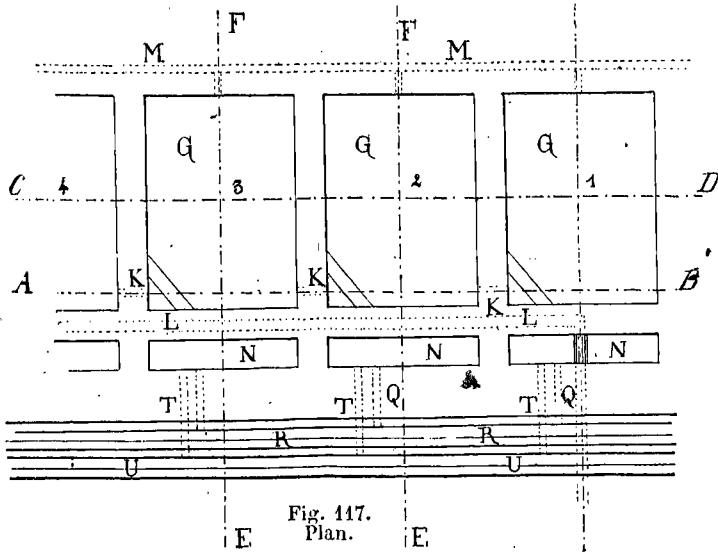 F F
M M
G G G
C 4 3 2 1 D
A K K K B
L L
N N N
T T Q T Q
R R
U U
Fig. 117.
Plan.
E E